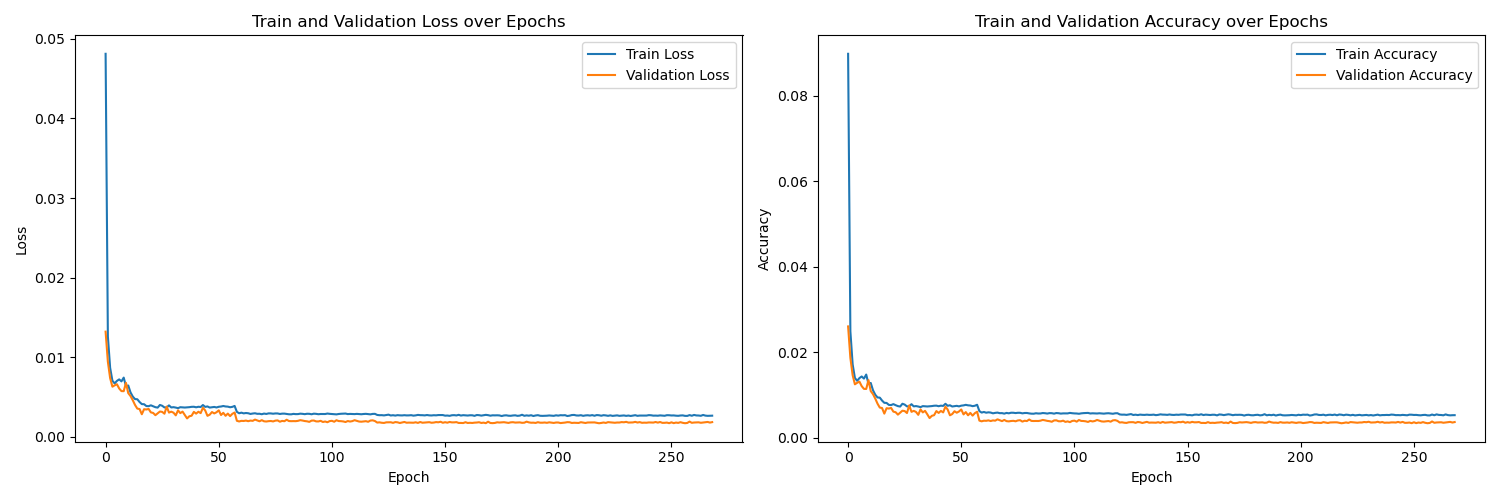 Train and Validation Loss over Epochs
0.05
0.04
0.03
0.02
0.01
0.00
Loss
Train Loss
Validation Loss
0 50 100 150 200 250
Epoch
Train and Validation Accuracy over Epochs
0.08
0.06
0.04
0.02
0.00
Accuracy
Train Accuracy
Validation Accuracy
0 50 100 150 200 250
Epoch